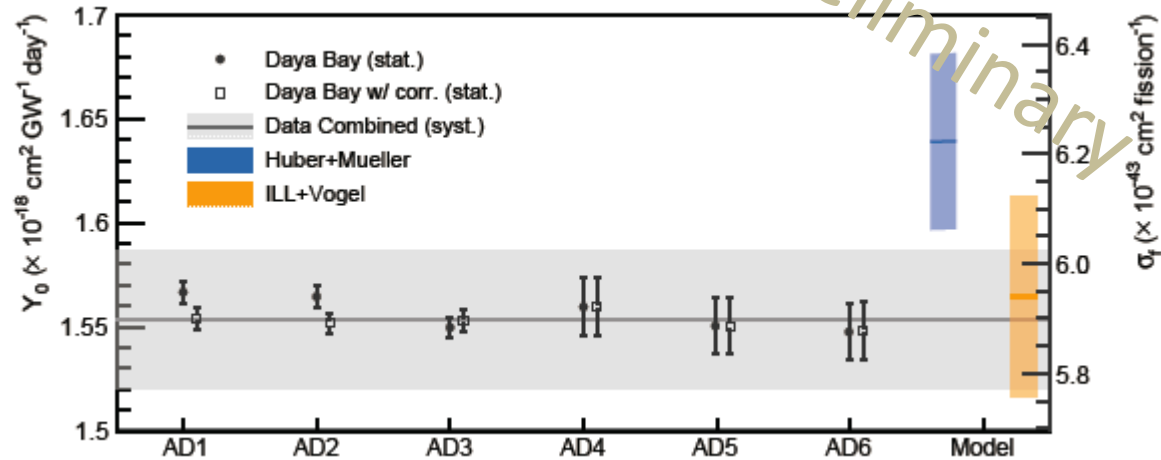 1.7
1.65
1.6
1.55
1.5
Y₀ (× 10⁻¹⁸ cm² GW⁻¹ day⁻¹)
Daya Bay (stat.)
Daya Bay w/ corr. (stat.)
Data Combined (syst.)
Huber+Mueller
ILL+Vogel
6.4
6.2
6.0
5.8
σf (× 10⁻⁴³ cm² fission⁻¹)
AD1 AD2 AD3 AD4 AD5 AD6 Model